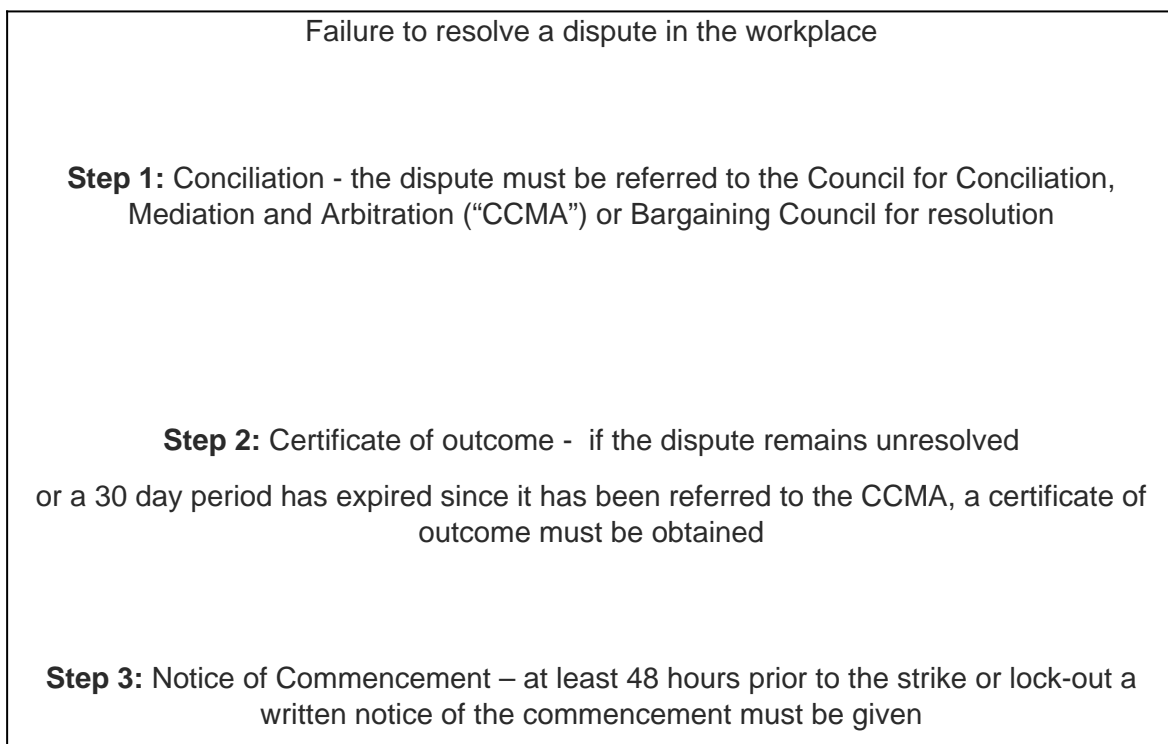 Failure to resolve a dispute in the workplace
Step 1: Conciliation - the dispute must be referred to the Council for Conciliation,
Mediation and Arbitration (“CCMA”) or Bargaining Council for resolution
Step 2: Certificate of outcome -  if the dispute remains unresolved
or a 30 day period has expired since it has been referred to the CCMA, a certificate of
outcome must be obtained
Step 3: Notice of Commencement – at least 48 hours prior to the strike or lock-out a
written notice of the commencement must be given